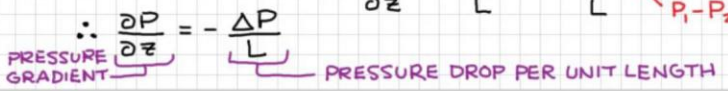 ∂z L L P₁-P₂
∴ ∂P/∂z = - ΔP/L
PRESSURE GRADIENT
PRESSURE DROP PER UNIT LENGTH